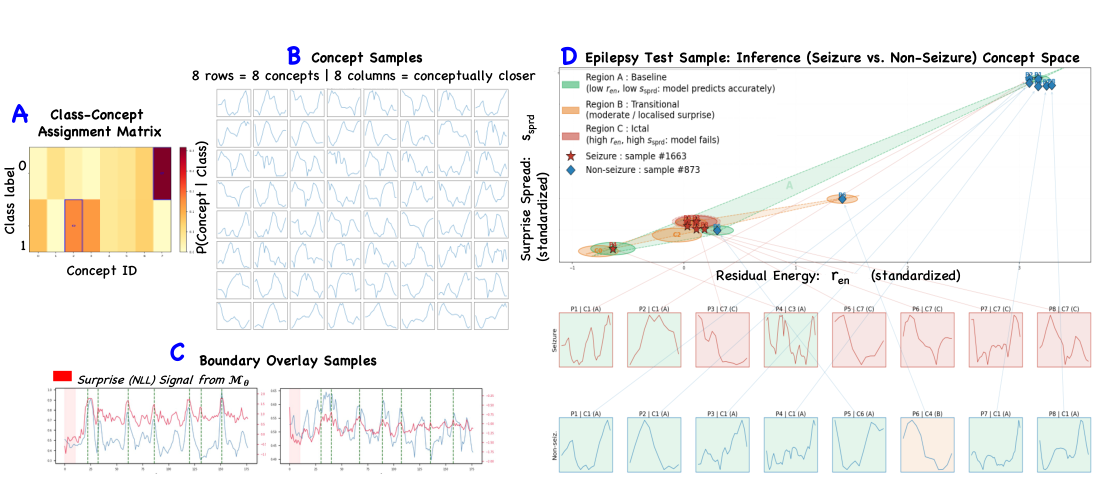 A
Class-Concept
Assignment Matrix
Class label
0
1
Concept ID
P(Concept | Class)
B
Concept Samples
8 rows = 8 concepts | 8 columns = conceptually closer
C
Boundary Overlay Samples
Surprise (NLL) Signal from ℳθ
D
Epilepsy Test Sample: Inference (Seizure vs. Non-Seizure) Concept Space
Region A : Baseline
(low r_en, low s_sprd: model predicts accurately)
Region B : Transitional
(moderate / localised surprise)
Region C : Ictal
(high r_en, high s_sprd: model fails)
Seizure : sample #1663
Non-seizure : sample #873
A
Surprise Spread: s_sprd
(standardized)
Residual Energy: r_en (standardized)
Seizure
P1 | C1 (A)
P2 | C1 (A)
P3 | C7 (C)
P4 | C3 (A)
P5 | C7 (C)
P6 | C7 (C)
P7 | C7 (C)
P8 | C7 (C)
Non-seiz.
P1 | C1 (A)
P2 | C1 (A)
P3 | C1 (A)
P4 | C1 (A)
P5 | C6 (A)
P6 | C4 (B)
P7 | C1 (A)
P8 | C1 (A)